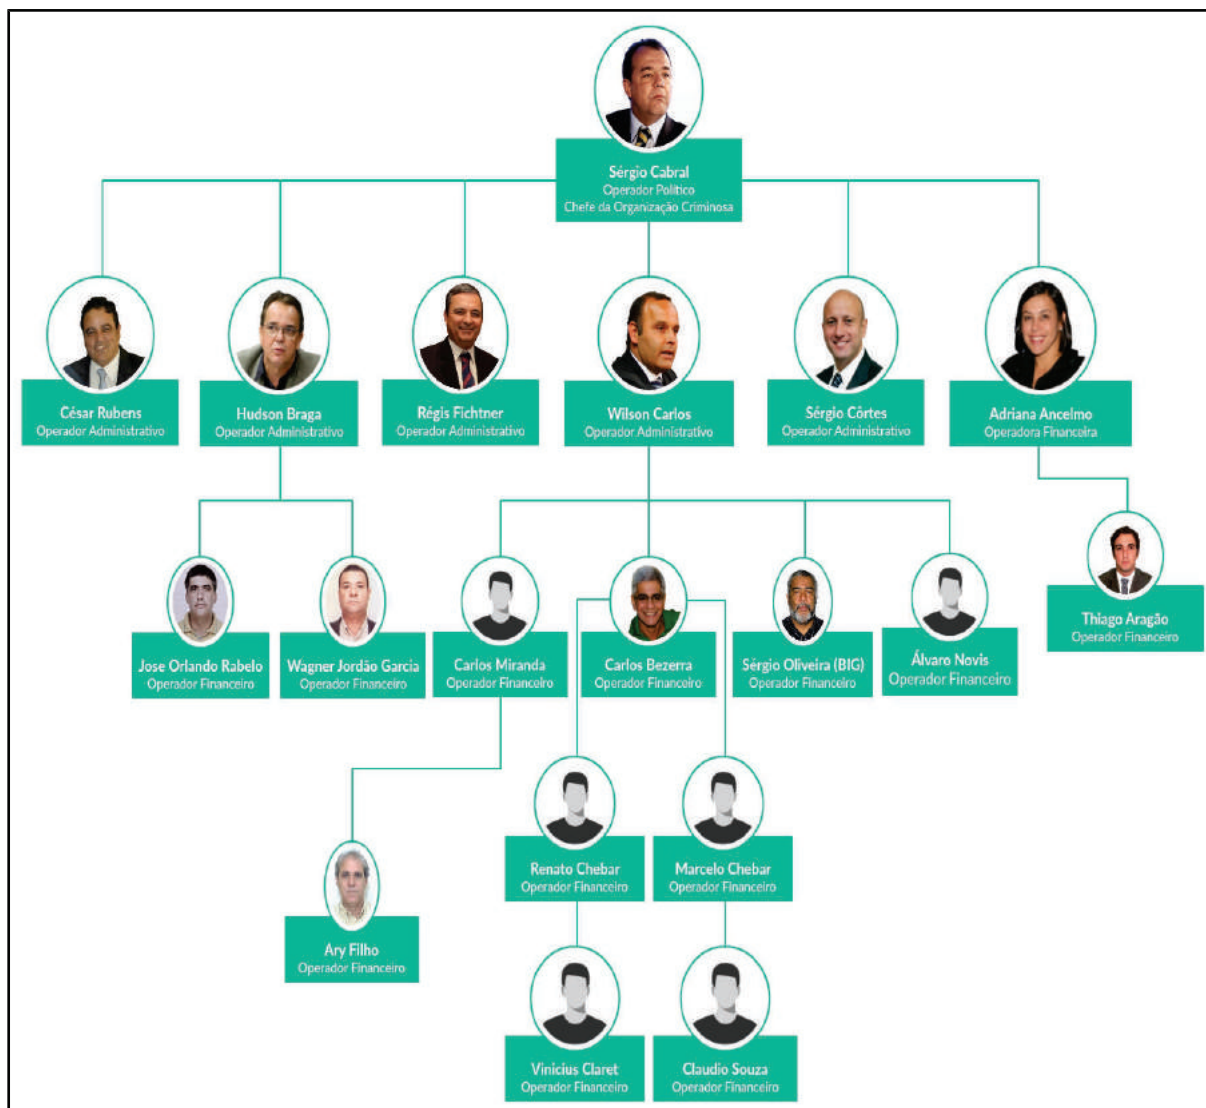 Sérgio Cabral
Operador Político
Chefe da Organização Criminosa
César Rubens
Operador Administrativo
Hudson Braga
Operador Administrativo
Régis Fichtner
Operador Administrativo
Wilson Carlos
Operador Administrativo
Sérgio Côrtes
Operador Administrativo
Adriana Ancelmo
Operadora Financeira
Thiago Aragão
Operador Financeiro
Jose Orlando Rabelo
Operador Financeiro
Wagner Jordão Garcia
Operador Financeiro
Carlos Miranda
Operador Financeiro
Carlos Bezerra
Operador Financeiro
Sérgio Oliveira (BIG)
Operador Financeiro
Álvaro Novis
Operador Financeiro
Renato Chebar
Operador Financeiro
Marcelo Chebar
Operador Financeiro
Ary Filho
Operador Financeiro
Vinicius Claret
Operador Financeiro
Claudio Souza
Operador Financeiro